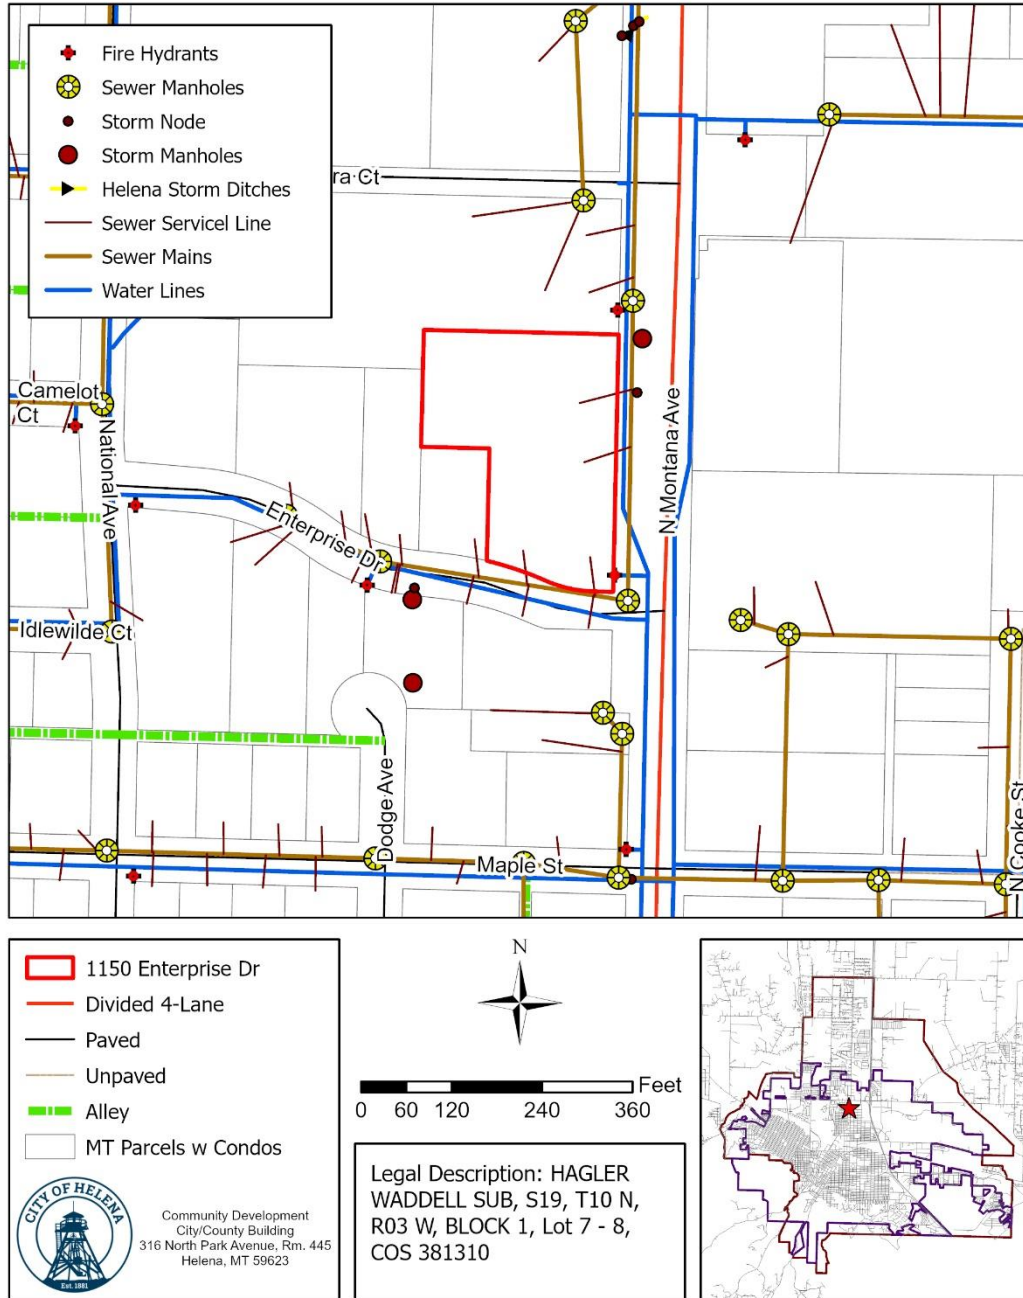 Fire Hydrants
Sewer Manholes
Storm Node
Storm Manholes
Helena Storm Ditches
Sewer Servicel Line
Sewer Mains
Water Lines
ra Ct
Camelot
Ct
National Ave
Enterprise Dr
N Montana Ave
Idlewilde Ct
Dodge Ave
Maple St
N Cooke St
1150 Enterprise Dr
Divided 4-Lane
Paved
Unpaved
Alley
MT Parcels w Condos
CITY OF HELENA
Est. 1881
Community Development
City/County Building
316 North Park Avenue, Rm. 445
Helena, MT 59623
N
Feet
0 60 120 240 360
Legal Description: HAGLER
WADDELL SUB, S19, T10 N,
R03 W, BLOCK 1, Lot 7 - 8,
COS 381310